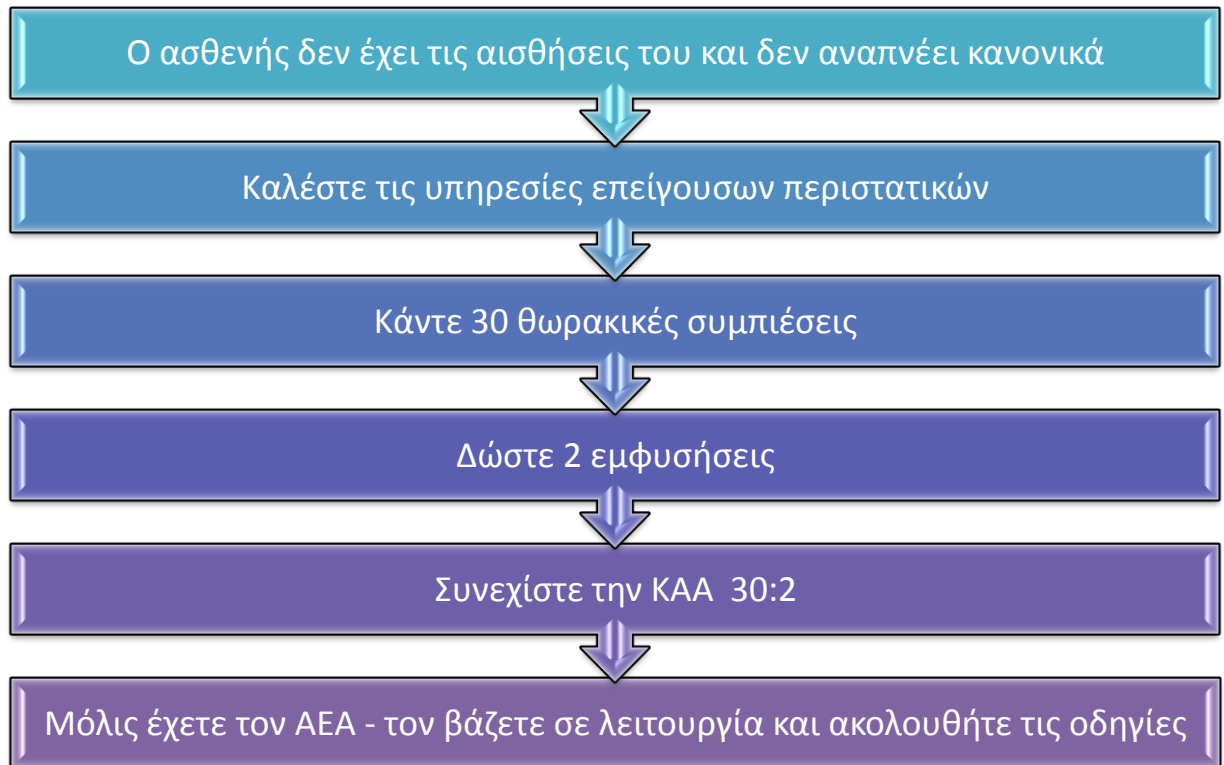 Ο ασθενής δεν έχει τις αισθήσεις του και δεν αναπνέει κανονικά
Καλέστε τις υπηρεσίες επείγουσων περιστατικών
Κάντε 30 θωρακικές συμπιέσεις
Δώστε 2 εμφυσήσεις
Συνεχίστε την ΚΑΑ 30:2
Μόλις έχετε τον ΑΕΑ - τον βάζετε σε λειτουργία και ακολουθήτε τις οδηγίες